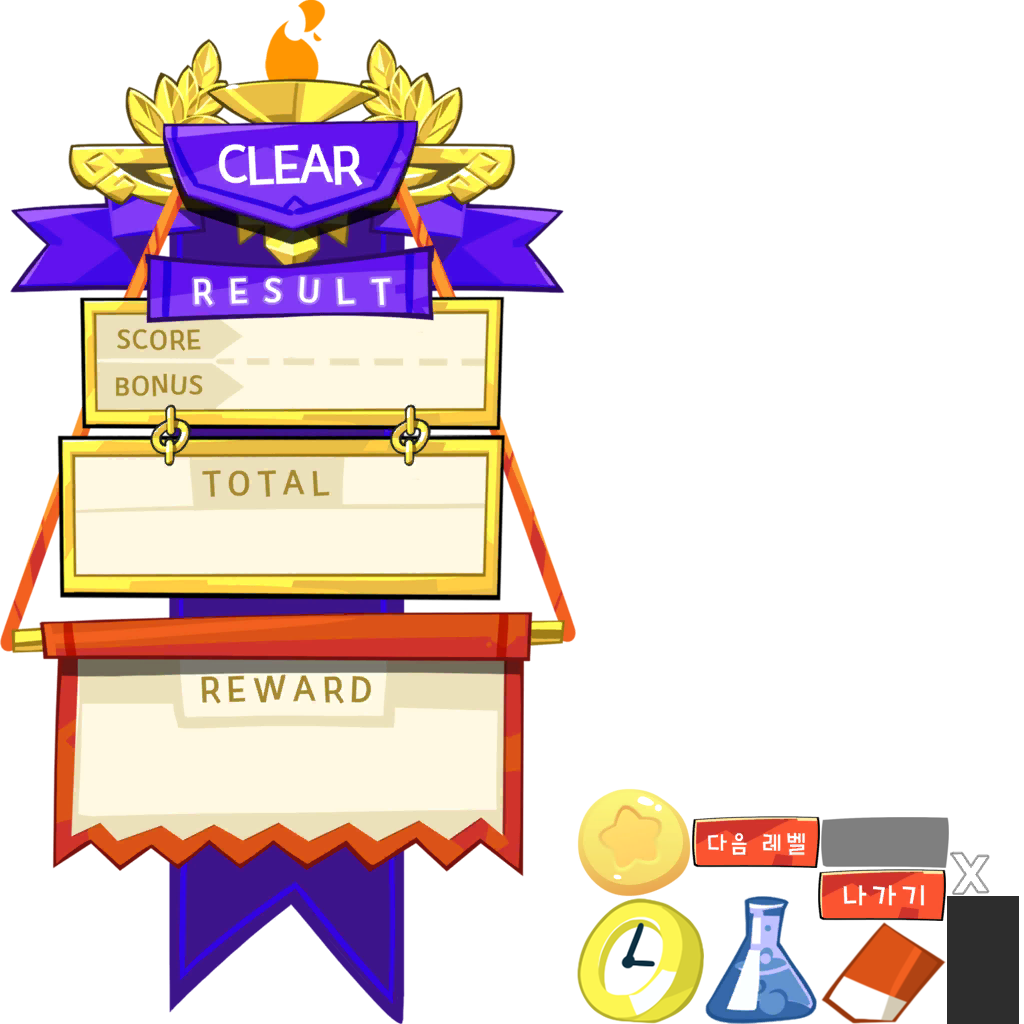 CLEAR
RESULT
SCORE
BONUS
TOTAL
REWARD
다음 레벨
나가기
X